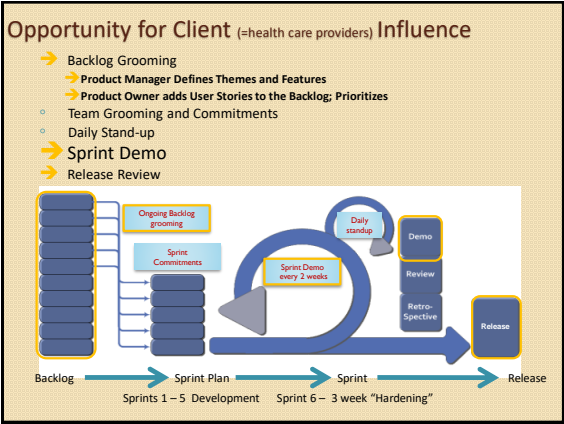 Opportunity for Client (=health care providers) Influence
Backlog Grooming
Product Manager Defines Themes and Features
Product Owner adds User Stories to the Backlog; Prioritizes
Team Grooming and Commitments
Daily Stand-up
Sprint Demo
Release Review
Ongoing Backlog
grooming
Sprint
Commitments
Sprint Demo
every 2 weeks
Daily
standup
Demo
Review
Retro-
Spective
Release
Backlog
Sprint Plan
Sprint
Release
Sprints 1 – 5 Development
Sprint 6 – 3 week “Hardening”